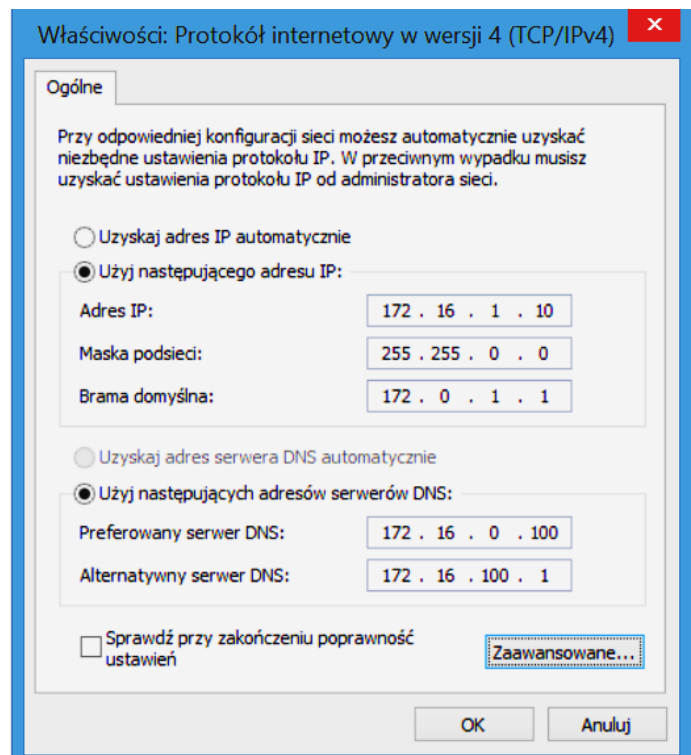 Właściwości: Protokół internetowy w wersji 4 (TCP/IPv4)
Ogólne
Przy odpowiedniej konfiguracji sieci możesz automatycznie uzyskać
niezbędne ustawienia protokołu IP. W przeciwnym wypadku musisz
uzyskać ustawienia protokołu IP od administratora sieci.
Uzyskaj adres IP automatycznie
Użyj następującego adresu IP:
Adres IP: 172 . 16 . 1 . 10
Maska podsieci: 255 . 255 . 0 . 0
Brama domyślna: 172 . 0 . 1 . 1
Uzyskaj adres serwera DNS automatycznie
Użyj następujących adresów serwerów DNS:
Preferowany serwer DNS: 172 . 16 . 0 . 100
Alternatywny serwer DNS: 172 . 16 . 100 . 1
Sprawdź przy zakończeniu poprawność
ustawień
Zaawansowane...
OK Anuluj